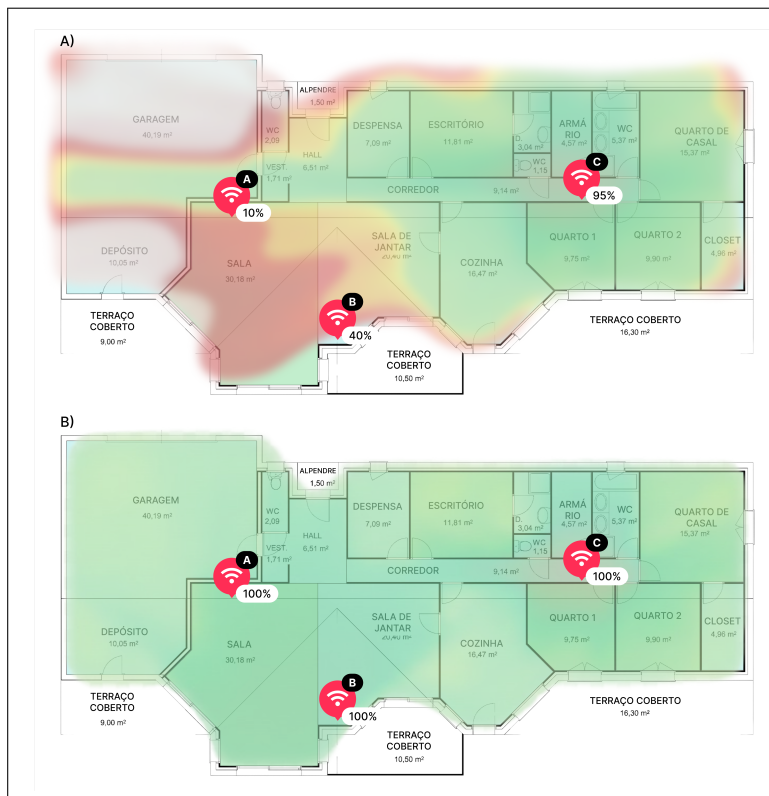 A)
GARAGEM
40,19 m²
WC
2,09
VEST.
1,71 m²
ALPENDRE
1,50 m²
HALL
6,51 m²
DESPENSA
7,09 m²
ESCRITÓRIO
11,81 m²
D.
3,04 m²
WC
1,15
ARMÁ
RIO
4,57 m²
WC
5,37 m²
QUARTO DE
CASAL
15,37 m²
A
10%
CORREDOR
9,14 m²
C
95%
DEPÓSITO
10,05 m²
SALA
30,18 m²
SALA DE
JANTAR
20,40 m²
COZINHA
16,47 m²
QUARTO 1
9,75 m²
QUARTO 2
9,90 m²
CLOSET
4,96 m²
B
40%
TERRAÇO
COBERTO
9,00 m²
TERRAÇO
COBERTO
10,50 m²
TERRAÇO COBERTO
16,30 m²
B)
GARAGEM
40,19 m²
WC
2,09
VEST.
1,71 m²
ALPENDRE
1,50 m²
HALL
6,51 m²
DESPENSA
7,09 m²
ESCRITÓRIO
11,81 m²
D.
3,04 m²
WC
1,15
ARMÁ
RIO
4,57 m²
WC
5,37 m²
QUARTO DE
CASAL
15,37 m²
A
100%
CORREDOR
9,14 m²
C
100%
DEPÓSITO
10,05 m²
SALA
30,18 m²
SALA DE
JANTAR
20,40 m²
COZINHA
16,47 m²
QUARTO 1
9,75 m²
QUARTO 2
9,90 m²
CLOSET
4,96 m²
B
100%
TERRAÇO
COBERTO
9,00 m²
TERRAÇO
COBERTO
10,50 m²
TERRAÇO COBERTO
16,30 m²